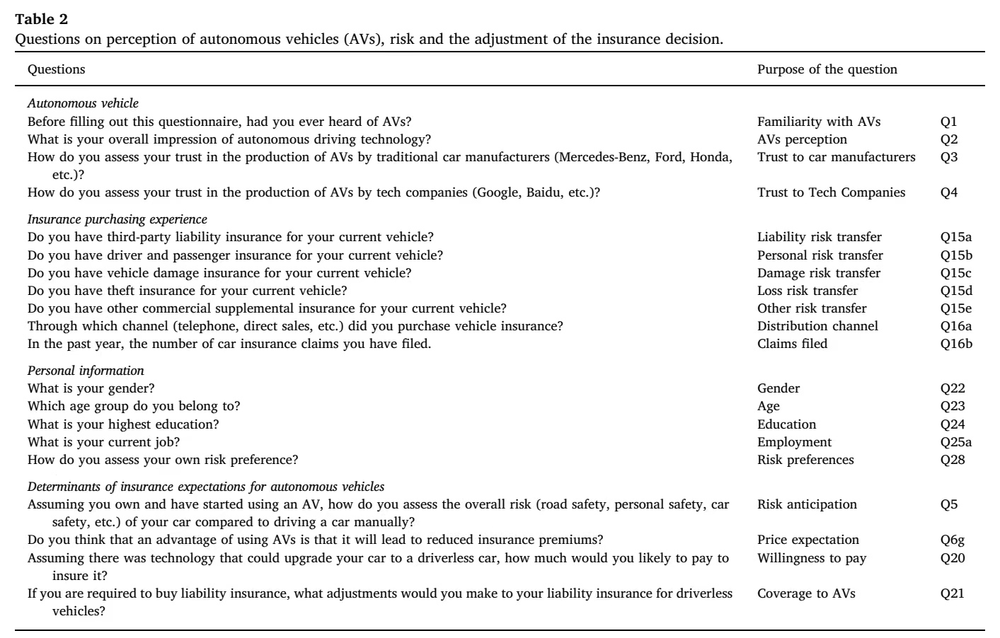 Table 2
Questions on perception of autonomous vehicles (AVs), risk and the adjustment of the insurance decision.
Questions Purpose of the question
Autonomous vehicle
Before filling out this questionnaire, had you ever heard of AVs? Familiarity with AVs Q1
What is your overall impression of autonomous driving technology? AVs perception Q2
How do you assess your trust in the production of AVs by traditional car manufacturers (Mercedes-Benz, Ford, Honda, Trust to car manufacturers Q3
etc.)?
How do you assess your trust in the production of AVs by tech companies (Google, Baidu, etc.)? Trust to Tech Companies Q4
Insurance purchasing experience
Do you have third-party liability insurance for your current vehicle? Liability risk transfer Q15a
Do you have driver and passenger insurance for your current vehicle? Personal risk transfer Q15b
Do you have vehicle damage insurance for your current vehicle? Damage risk transfer Q15c
Do you have theft insurance for your current vehicle? Loss risk transfer Q15d
Do you have other commercial supplemental insurance for your current vehicle? Other risk transfer Q15e
Through which channel (telephone, direct sales, etc.) did you purchase vehicle insurance? Distribution channel Q16a
In the past year, the number of car insurance claims you have filed. Claims filed Q16b
Personal information
What is your gender? Gender Q22
Which age group do you belong to? Age Q23
What is your highest education? Education Q24
What is your current job? Employment Q25a
How do you assess your own risk preference? Risk preferences Q28
Determinants of insurance expectations for autonomous vehicles
Assuming you own and have started using an AV, how do you assess the overall risk (road safety, personal safety, car Risk anticipation Q5
safety, etc.) of your car compared to driving a car manually?
Do you think that an advantage of using AVs is that it will lead to reduced insurance premiums? Price expectation Q6g
Assuming there was technology that could upgrade your car to a driverless car, how much would you likely to pay to Willingness to pay Q20
insure it?
If you are required to buy liability insurance, what adjustments would you make to your liability insurance for driverless Coverage to AVs Q21
vehicles?